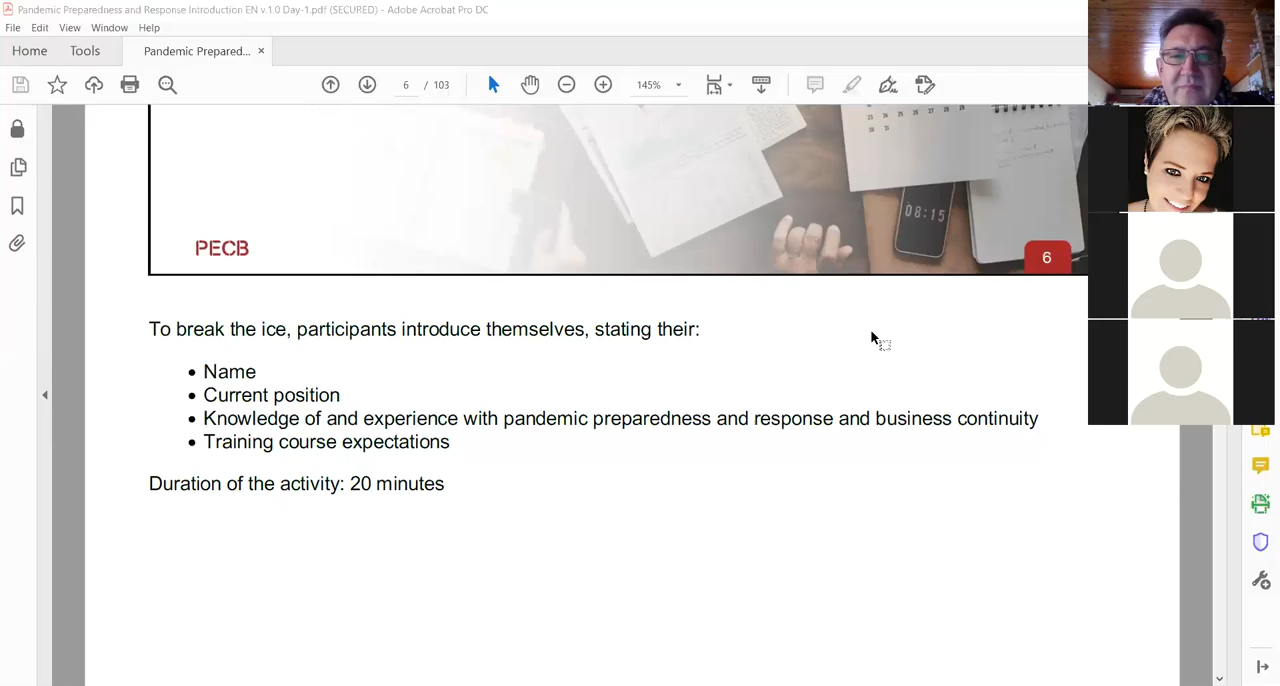 Pandemic Preparedness and Response Introduction EN v.1.0 Day-1.pdf (SECURED) - Adobe Acrobat Pro DC
File Edit View Window Help
Home Tools Pandemic Prepared... ×
6 / 103 145%
08:15
PECB
6
To break the ice, participants introduce themselves, stating their:
• Name
• Current position
• Knowledge of and experience with pandemic preparedness and response and business continuity
• Training course expectations
Duration of the activity: 20 minutes